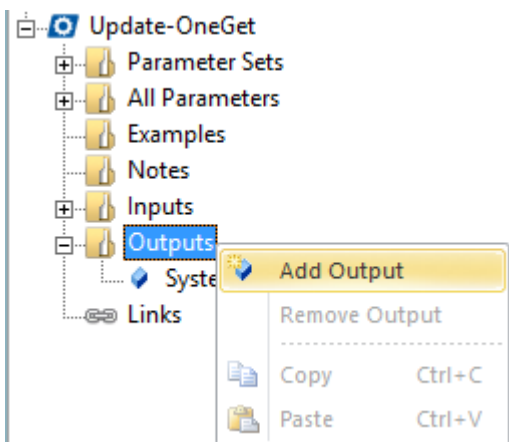 Update-OneGet
Parameter Sets
All Parameters
Examples
Notes
Inputs
Outputs
Add Output
Links
Remove Output
Copy Ctrl+C
Paste Ctrl+V